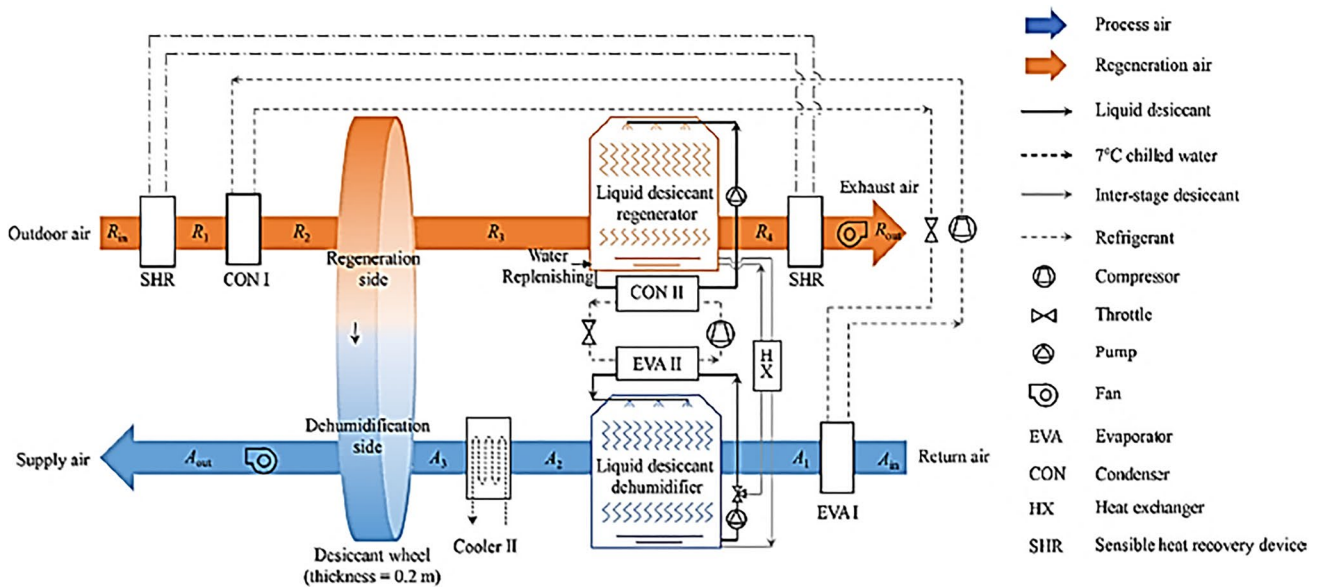 Process air
Regeneration air
Liquid desiccant
7°C chilled water
Inter-stage desiccant
Refrigerant
Compressor
Throttle
Pump
Fan
EVA Evaporator
CON Condenser
HX Heat exchanger
SHR Sensible heat recovery device
Outdoor air
Rin
R1
R2
R3
R4
Rout
Exhaust air
SHR
CON I
Regeneration
side
Liquid desiccant
regenerator
Water
Replenishing
CON II
SHR
EVA II
H
X
Dehumidification
side
Supply air
Aout
A3
A2
Liquid desiccant
dehumidifier
A1
Ain
Return air
EVA I
Cooler II
Desiccant wheel
(thickness = 0.2 m)